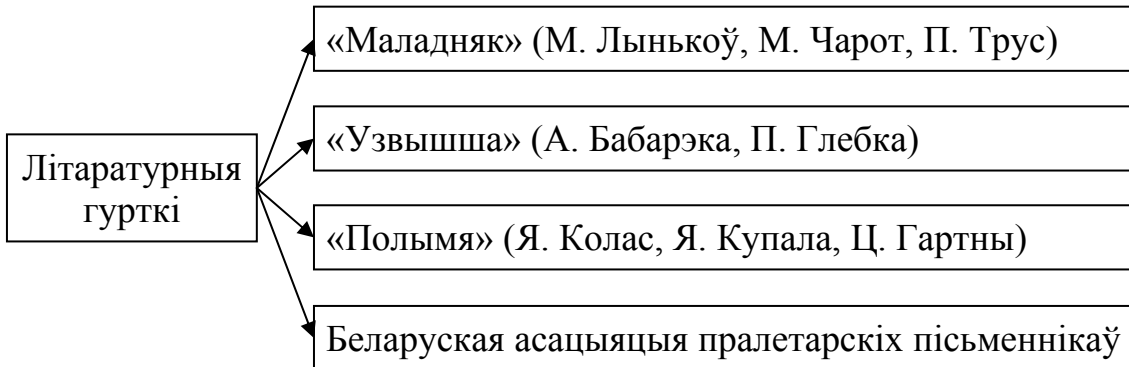 «Маладняк» (М. Лынькоў, М. Чарот, П. Трус)
«Узвышша» (А. Бабарэка, П. Глебка)
Літаратурныя
гурткі
«Полымя» (Я. Колас, Я. Купала, Ц. Гартны)
Беларуская асацыяцыя пралетарскіх пісьменнікаў